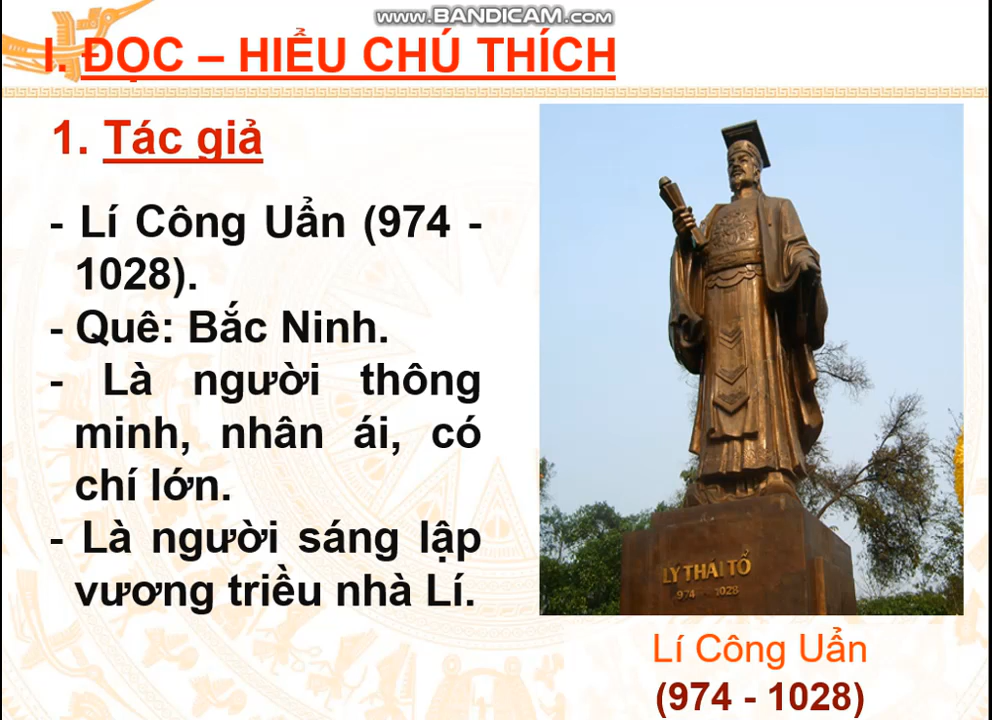 www.BANDICAM.com
I. ĐỌC – HIỂU CHÚ THÍCH
1. Tác giả
- Lí Công Uẩn (974 -
1028).
- Quê: Bắc Ninh.
- Là người thông
minh, nhân ái, có
chí lớn.
- Là người sáng lập
vương triều nhà Lí.
LÝ THÁI TỔ
974 - 1028
Lí Công Uẩn
(974 - 1028)